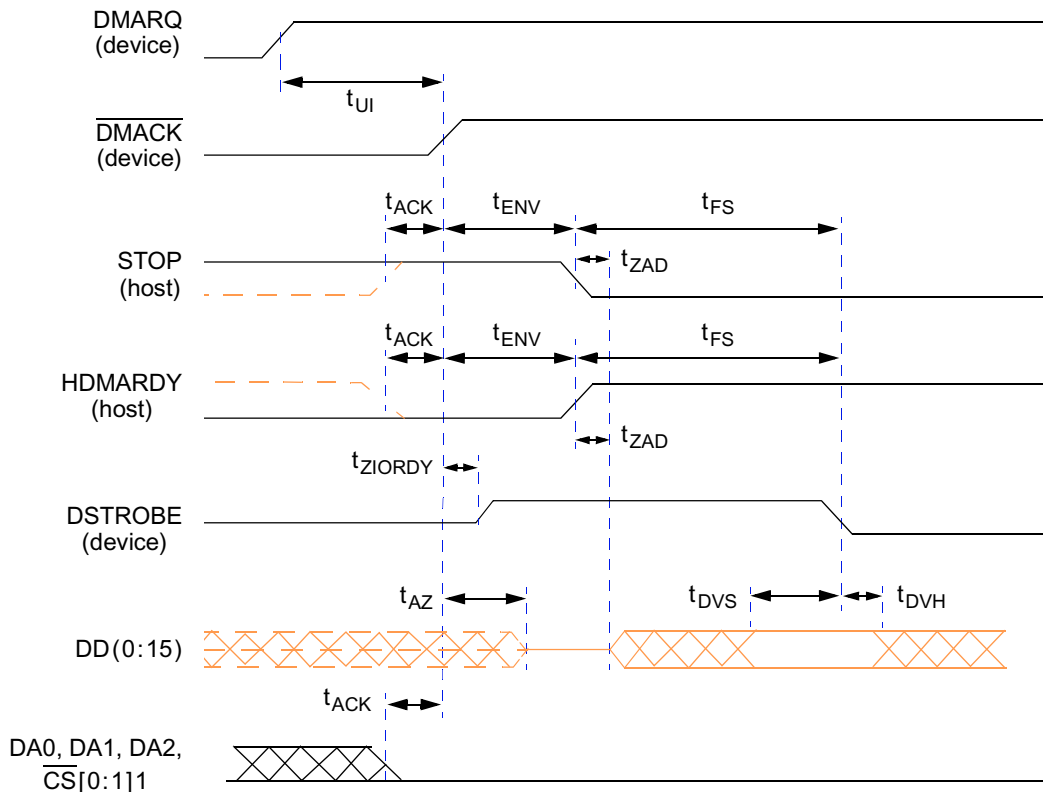 DMARQ
(device)
tUI
DMACK
(device)
tACK
tENV
tFS
STOP
(host)
tZAD
tACK
tENV
tFS
HDMARDY
(host)
tZAD
tZIORDY
DSTROBE
(device)
tAZ
tDVS
tDVH
DD(0:15)
tACK
DA0, DA1, DA2,
CS[0:1]1